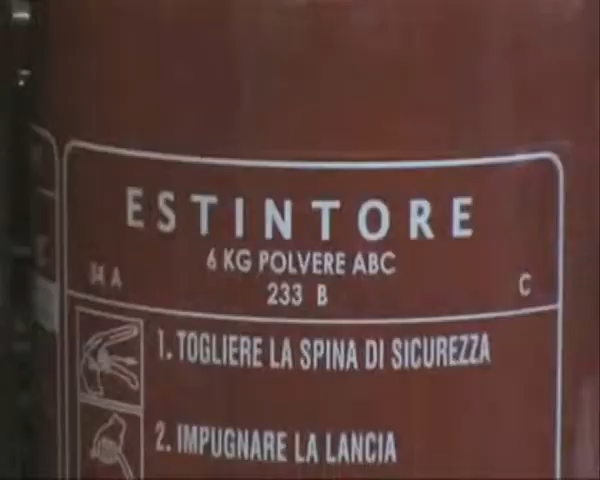 ESTINTORE
6 KG POLVERE ABC
34 A 233 B C
1. TOGLIERE LA SPINA DI SICUREZZA
2. IMPUGNARE LA LANCIA